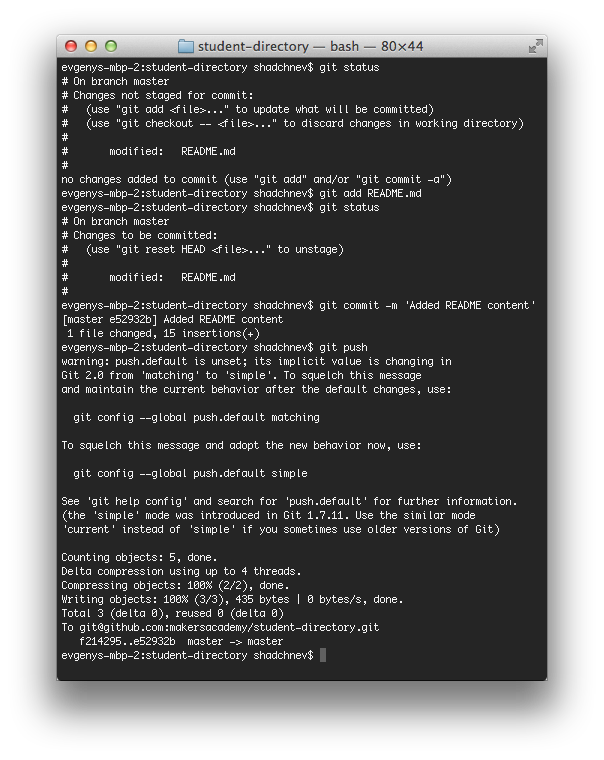 student-directory — bash — 80×44
evgenys-mbp-2:student-directory shadchnev$ git status
# On branch master
# Changes not staged for commit:
#   (use "git add <file>..." to update what will be committed)
#   (use "git checkout -- <file>..." to discard changes in working directory)
#
#       modified:   README.md
#
no changes added to commit (use "git add" and/or "git commit -a")
evgenys-mbp-2:student-directory shadchnev$ git add README.md
evgenys-mbp-2:student-directory shadchnev$ git status
# On branch master
# Changes to be committed:
#   (use "git reset HEAD <file>..." to unstage)
#
#       modified:   README.md
#
evgenys-mbp-2:student-directory shadchnev$ git commit -m 'Added README content'
[master e52932b] Added README content
 1 file changed, 15 insertions(+)
evgenys-mbp-2:student-directory shadchnev$ git push
warning: push.default is unset; its implicit value is changing in
Git 2.0 from 'matching' to 'simple'. To squelch this message
and maintain the current behavior after the default changes, use:
  git config --global push.default matching
To squelch this message and adopt the new behavior now, use:
  git config --global push.default simple
See 'git help config' and search for 'push.default' for further information.
(the 'simple' mode was introduced in Git 1.7.11. Use the similar mode
'current' instead of 'simple' if you sometimes use older versions of Git)
Counting objects: 5, done.
Delta compression using up to 4 threads.
Compressing objects: 100% (2/2), done.
Writing objects: 100% (3/3), 435 bytes | 0 bytes/s, done.
Total 3 (delta 0), reused 0 (delta 0)
To git@github.com:makersacademy/student-directory.git
   f214295..e52932b  master -> master
evgenys-mbp-2:student-directory shadchnev$